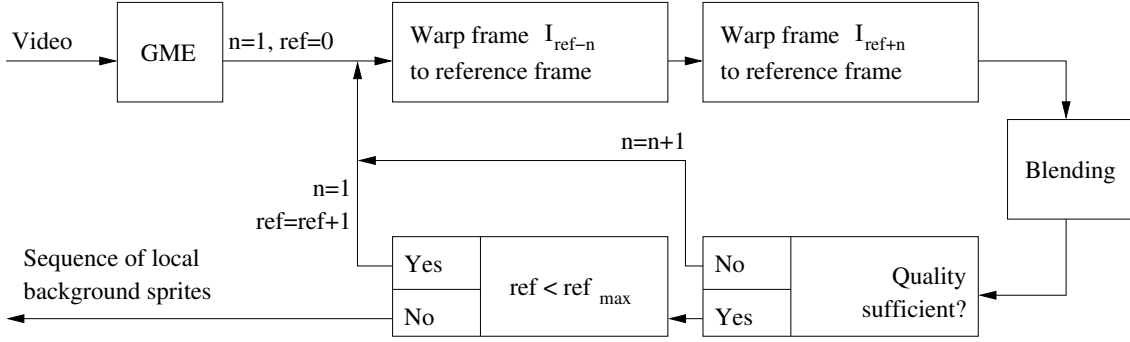 Video
GME
n=1, ref=0
Warp frame I_ref−n
to reference frame
Warp frame I_ref+n
to reference frame
Blending
n=n+1
n=1
ref=ref+1
Quality
sufficient?
No
Yes
ref < ref_max
Yes
No
Sequence of local
background sprites